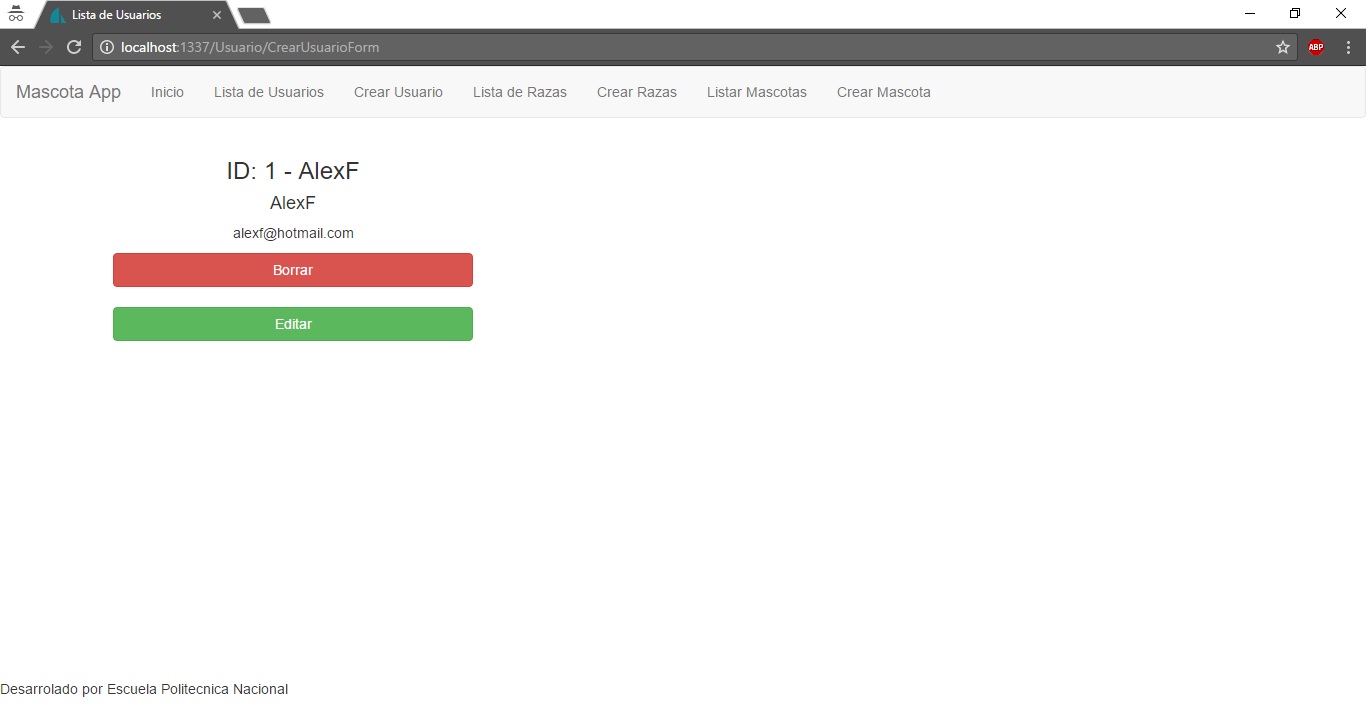 Lista de Usuarios
localhost:1337/Usuario/CrearUsuarioForm
ABP
Mascota App Inicio Lista de Usuarios Crear Usuario Lista de Razas Crear Razas Listar Mascotas Crear Mascota
ID: 1 - AlexF
AlexF
alexf@hotmail.com
Borrar
Editar
Desarrolado por Escuela Politecnica Nacional